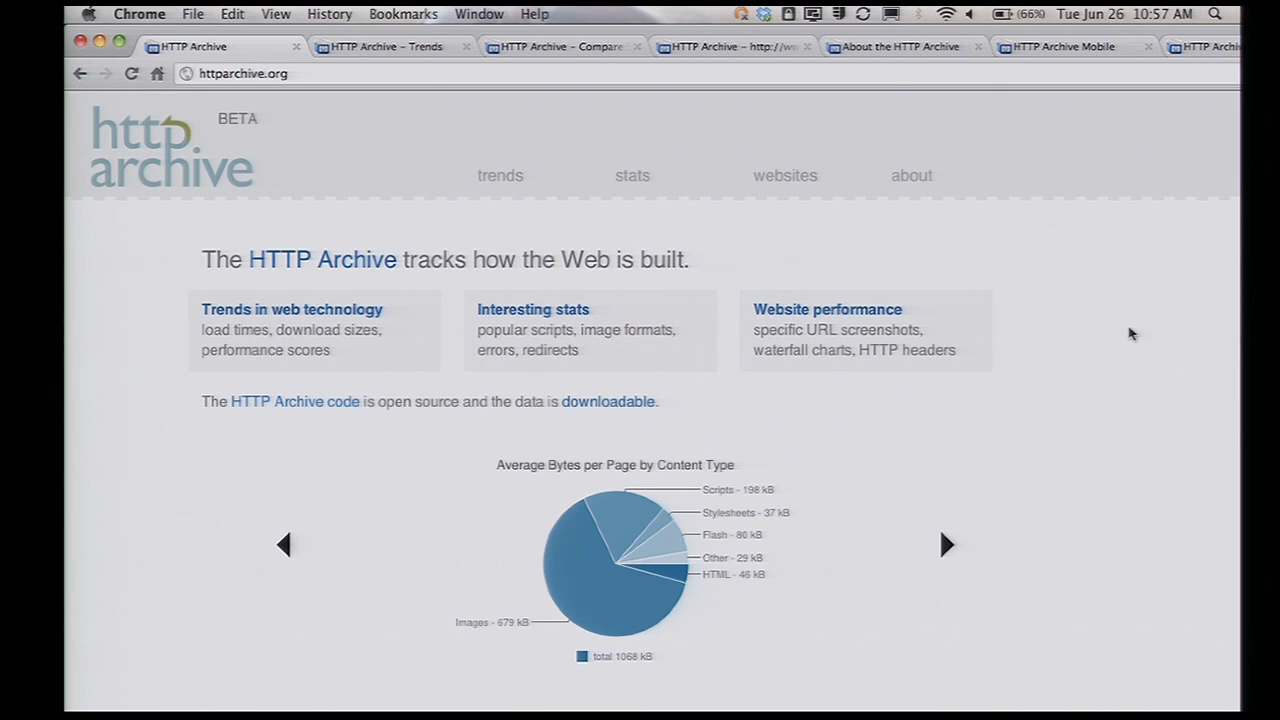 Chrome File Edit View History Bookmarks Window Help (66%) Tue Jun 26 10:57 AM
HTTP Archive HTTP Archive – Trends HTTP Archive – Compare HTTP Archive – http://w About the HTTP Archive HTTP Archive Mobile HTTP Archi
httparchive.org
http archive BETA
trends stats websites about
The HTTP Archive tracks how the Web is built.
Trends in web technology
load times, download sizes,
performance scores
Interesting stats
popular scripts, image formats,
errors, redirects
Website performance
specific URL screenshots,
waterfall charts, HTTP headers
The HTTP Archive code is open source and the data is downloadable.
Average Bytes per Page by Content Type
Scripts - 198 kB
Stylesheets - 37 kB
Flash - 80 kB
Other - 29 kB
HTML - 46 kB
Images - 679 kB
total 1068 kB